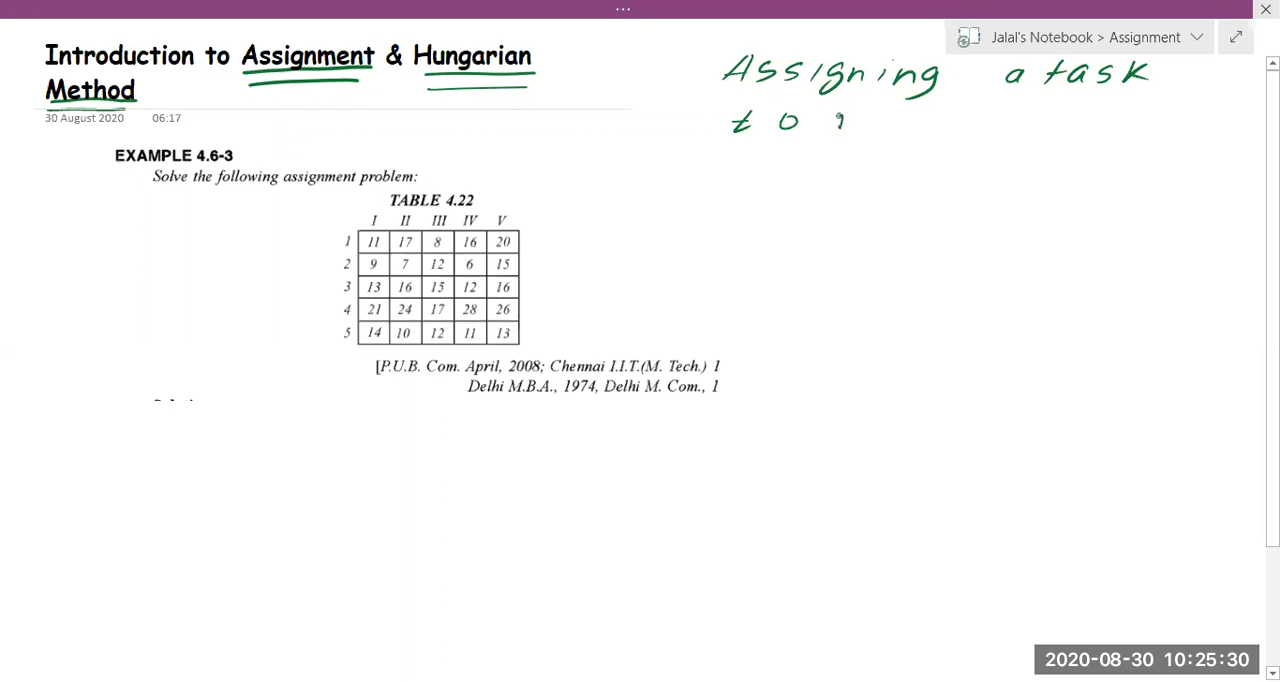 Introduction to Assignment & Hungarian
Method
30 August 2020 06:17
Jalal's Notebook > Assignment
Assigning a task
to
EXAMPLE 4.6-3
Solve the following assignment problem:
TABLE 4.22
I II III IV V
1 11 17 8 16 20
2 9 7 12 6 15
3 13 16 15 12 16
4 21 24 17 28 26
5 14 10 12 11 13
[P.U.B. Com. April, 2008; Chennai I.I.T.(M. Tech.) 1
Delhi M.B.A., 1974, Delhi M. Com., 1
2020-08-30 10:25:30